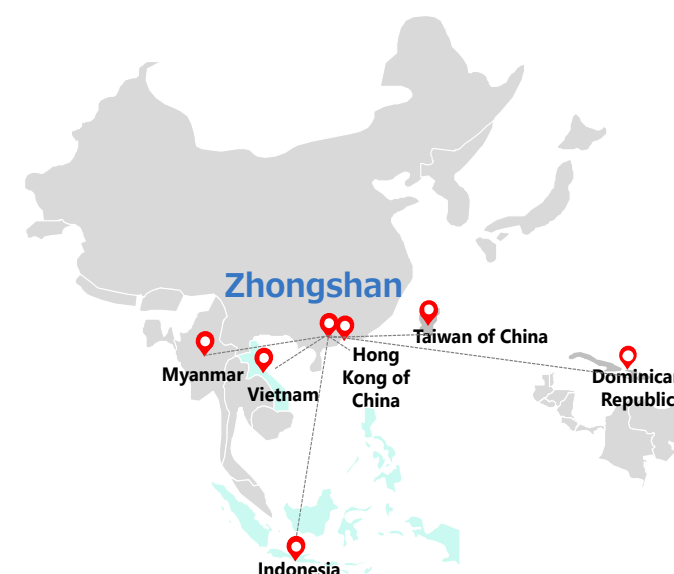 Zhongshan
Taiwan of China
Hong
Kong of
China
Myanmar
Vietnam
Dominican
Republic
Indonesia